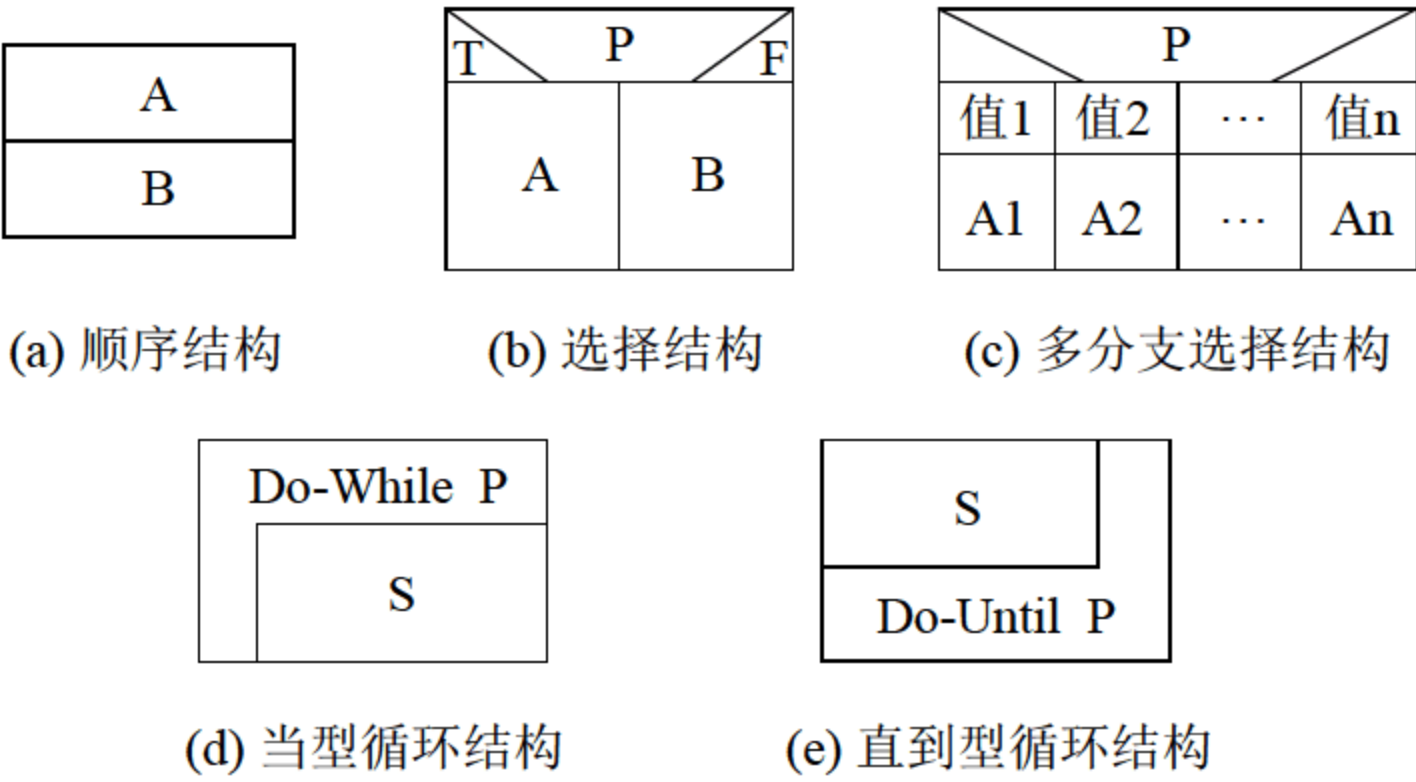 A
B
(a) 顺序结构
T P F
A B
(b) 选择结构
P
值1 值2 … 值n
A1 A2 … An
(c) 多分支选择结构
Do-While P
S
(d) 当型循环结构
S
Do-Until P
(e) 直到型循环结构